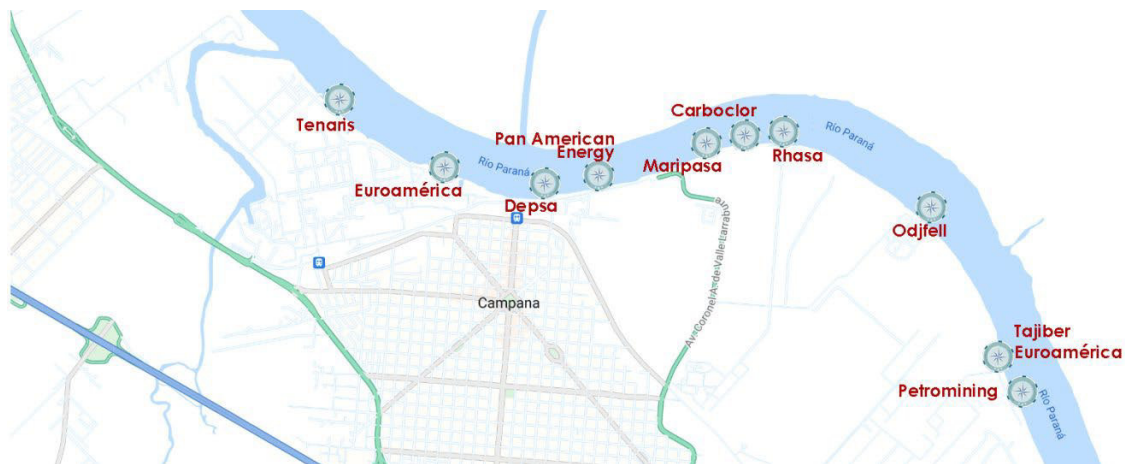 Tenaris
Euroamérica
Río Paraná
Pan American
Energy
Depsa
Carboclor
Maripasa
Rhasa
Río Paraná
Odjfell
Av. Coronel A. de Valle Larrabure
Campana
Tajiber
Euroamérica
Petromining
Río Paraná